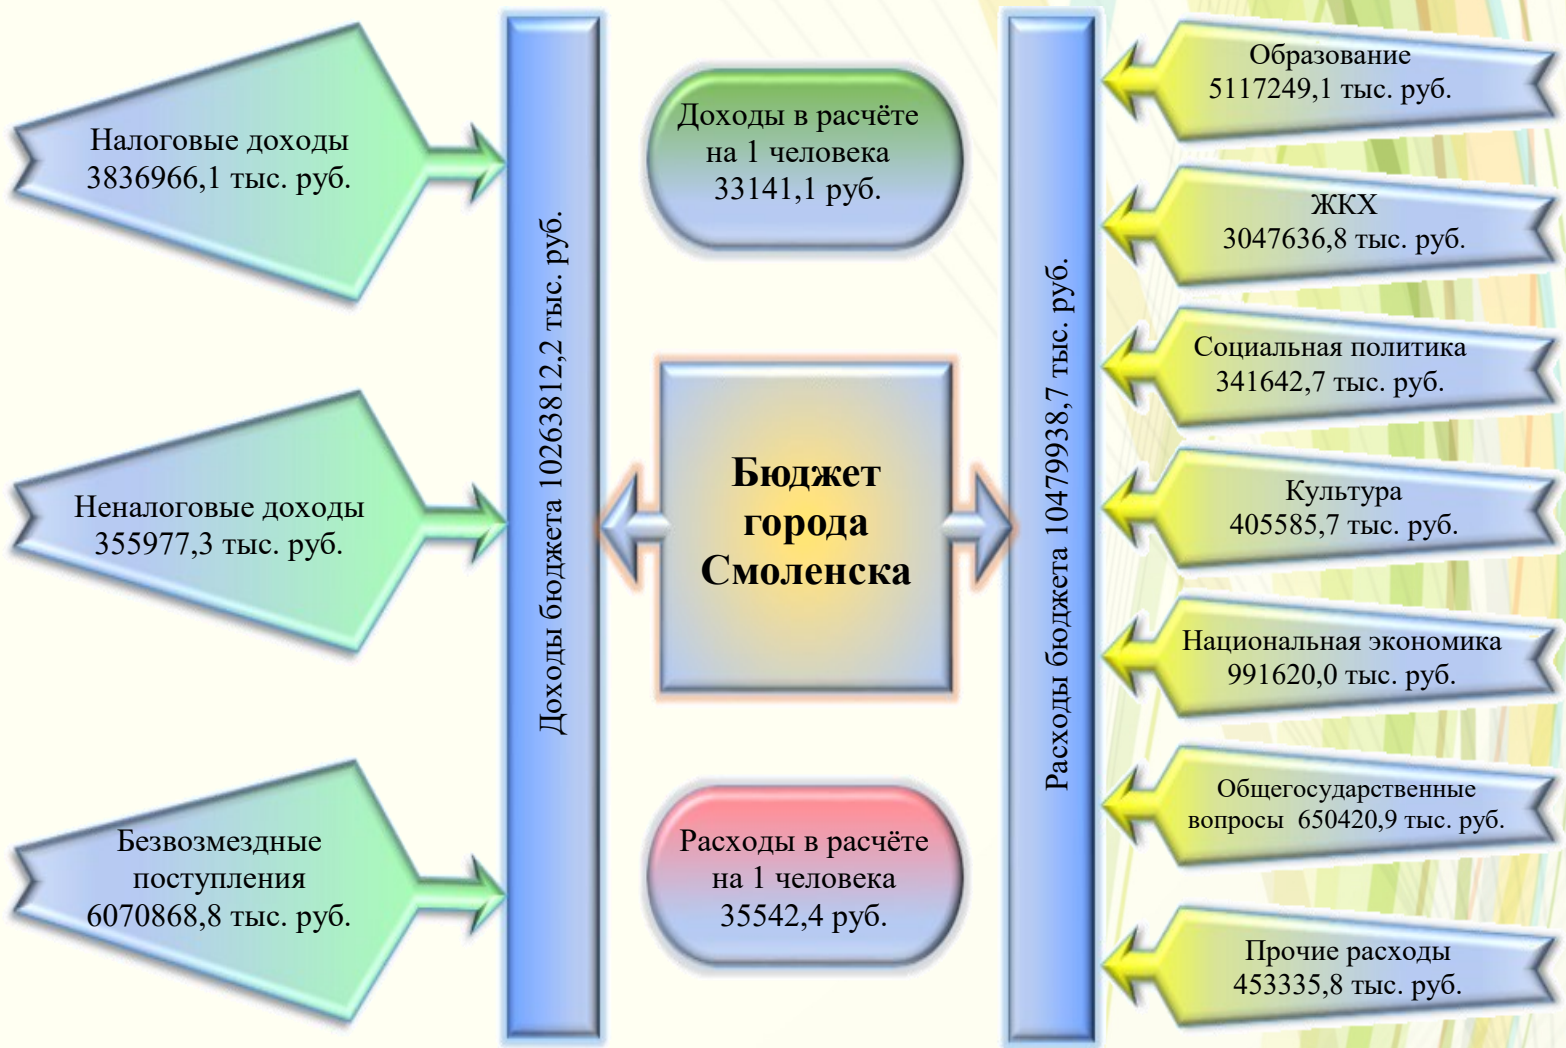 Налоговые доходы
3836966,1 тыс. руб.
Неналоговые доходы
355977,3 тыс. руб.
Безвозмездные
поступления
6070868,8 тыс. руб.
Доходы бюджета 10263812,2 тыс. руб.
Доходы в расчёте
на 1 человека
33141,1 руб.
Бюджет
города
Смоленска
Расходы в расчёте
на 1 человека
35542,4 руб.
Расходы бюджета 10479938,7 тыс. руб.
Образование
5117249,1 тыс. руб.
ЖКХ
3047636,8 тыс. руб.
Социальная политика
341642,7 тыс. руб.
Культура
405585,7 тыс. руб.
Национальная экономика
991620,0 тыс. руб.
Общегосударственные
вопросы 650420,9 тыс. руб.
Прочие расходы
453335,8 тыс. руб.